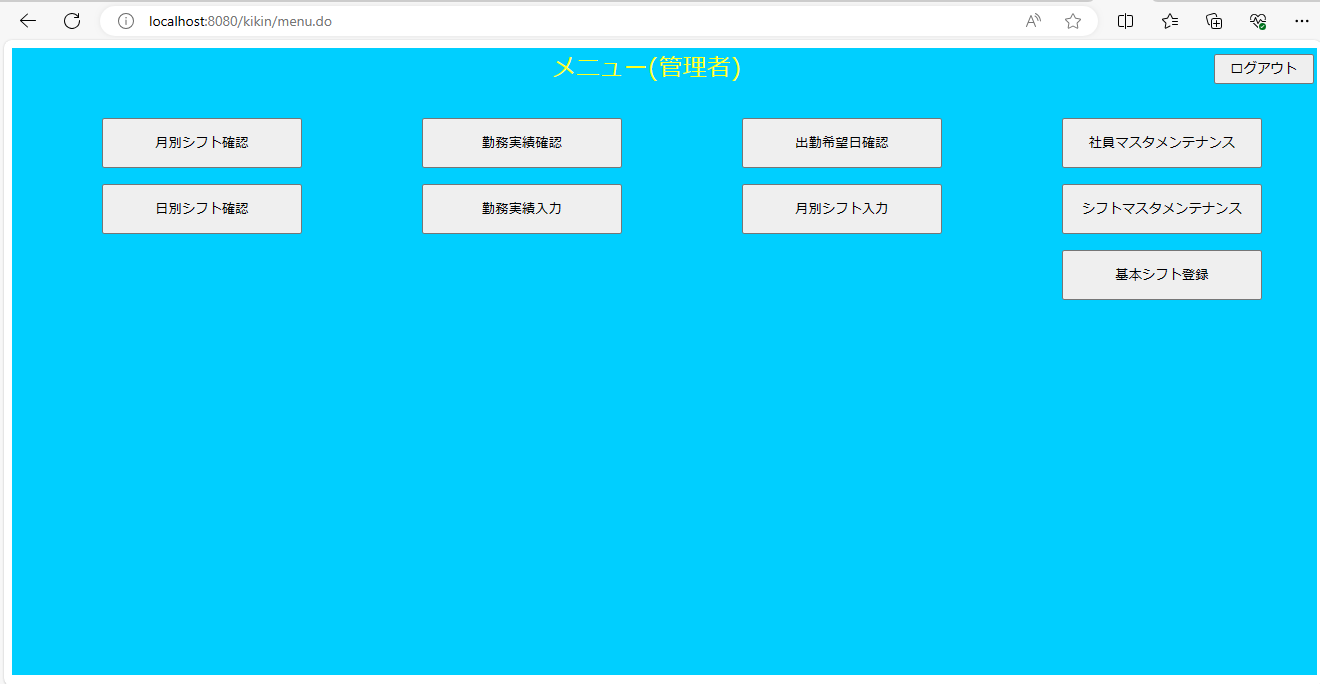 localhost:8080/kikin/menu.do
メニュー(管理者)
ログアウト
月別シフト確認
勤務実績確認
出勤希望日確認
社員マスタメンテナンス
日別シフト確認
勤務実績入力
月別シフト入力
シフトマスタメンテナンス
基本シフト登録